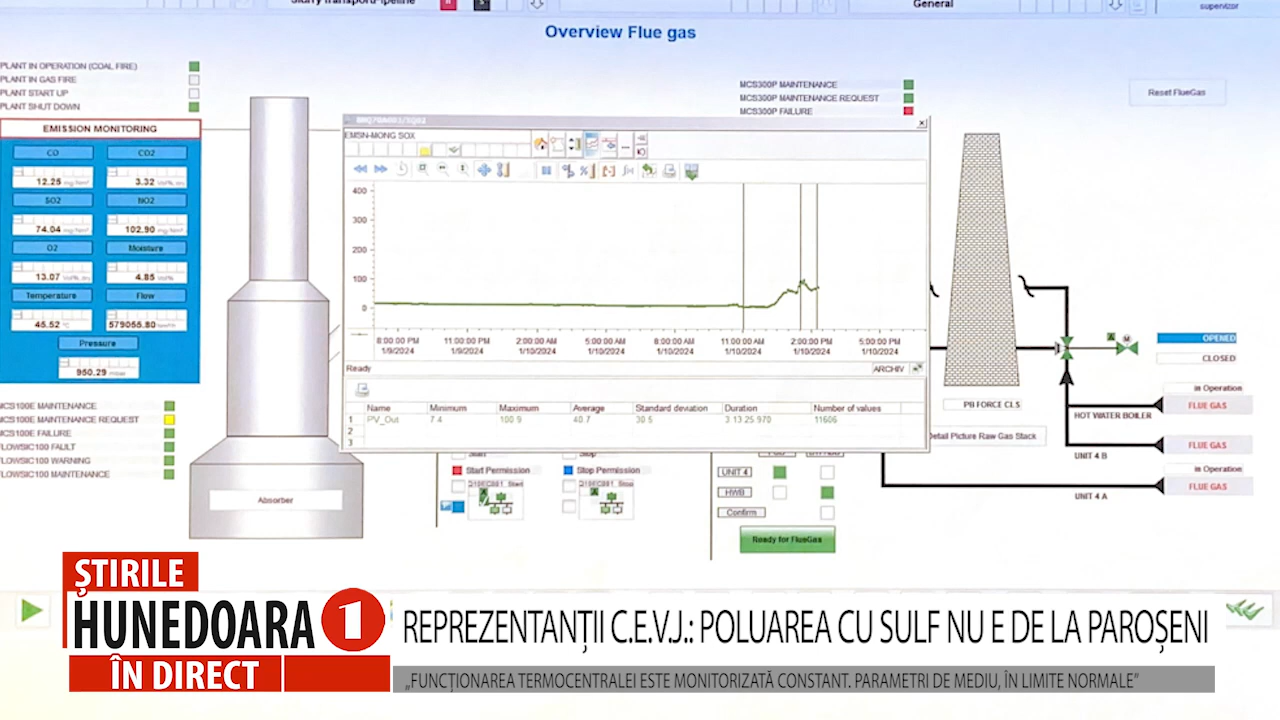 General
supervizor
Overview Flue gas
PLANT IN OPERATION (COAL FIRE)
PLANT IN GAS FIRE
PLANT START UP
PLANT SHUT DOWN
MCS300P MAINTENANCE
MCS300P MAINTENANCE REQUEST
MCS300P FAILURE
Reset FlueGas
EMISSION MONITORING
CO CO2
12.25 3.32
SO2 NO2
74.04 102.90
O2 Moisture
13.07 4.85
Temperature Flow
45.52 579055.80
Pressure
950.29
MCS100E MAINTENANCE
MCS100E MAINTENANCE REQUEST
MCS100E FAILURE
FLOWSIC100 FAULT
FLOWSIC100 WARNING
FLOWSIC100 MAINTENANCE
Absorber
EMSN-MONG SOX
400
300
200
100
0
8:00:00 PM 11:00:00 PM 2:00:00 AM 5:00:00 AM 8:00:00 AM 11:00:00 AM 2:00:00 PM 5:00:00 PM
1/9/2024 1/9/2024 1/10/2024 1/10/2024 1/10/2024 1/10/2024 1/10/2024 1/10/2024
Ready ARCHIV
Name Minimum Maximum Average Standard deviation Duration Number of values
1 PV_Out 7.4 100.9 40.7 30.5 3 13 25 970 11606
2
3
Start Permission Stop Permission
UNIT 4
HWB
Confirm
Ready for FlueGas
PB FORCE CLS
Detail Picture Raw Gas Stack
A M
OPENED
CLOSED
in Operation
FLUE GAS
HOT WATER BOILER
FLUE GAS
UNIT 4 B
in Operation
FLUE GAS
UNIT 4 A
ȘTIRILE
HUNEDOARA 1
ÎN DIRECT
REPREZENTANȚII C.E.V.J.: POLUAREA CU SULF NU E DE LA PAROȘENI
„FUNCȚIONAREA TERMOCENTRALEI ESTE MONITORIZATĂ CONSTANT. PARAMETRI DE MEDIU, ÎN LIMITE NORMALE”